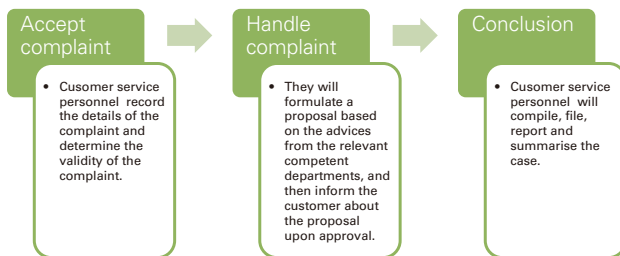 Accept
complaint
• Cusomer service
personnel record
the details of the
complaint and
determine the
validity of the
complaint.
Handle
complaint
• They will
formulate a
proposal based
on the advices
from the relevant
competent
departments, and
then inform the
customer about
the proposal
upon approval.
Conclusion
• Cusomer service
personnel will
compile, file,
report and
summarise the
case.